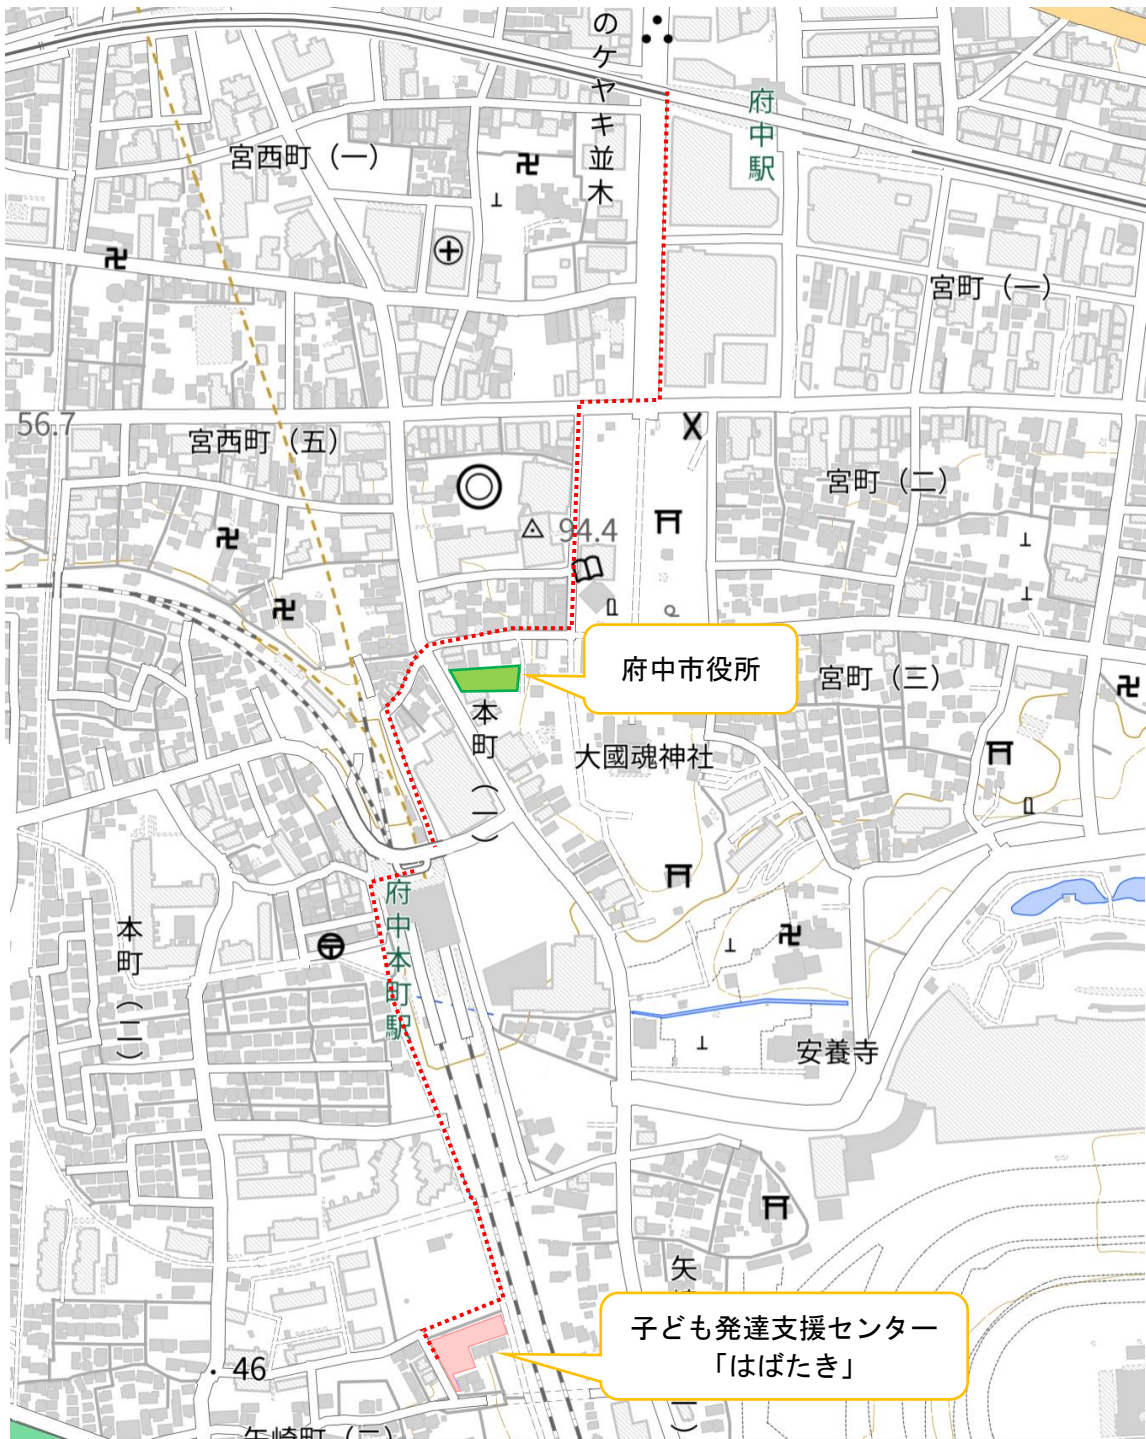 のケヤキ並木
府中駅
宮西町（一）
宮町（一）
56.7
宮西町（五）
宮町（二）
94.4
府中市役所
宮町（三）
本町（一）
大國魂神社
府中本町駅
本町（二）
安養寺
矢
子ども発達支援センター
「はばたき」
46
矢崎町（二）